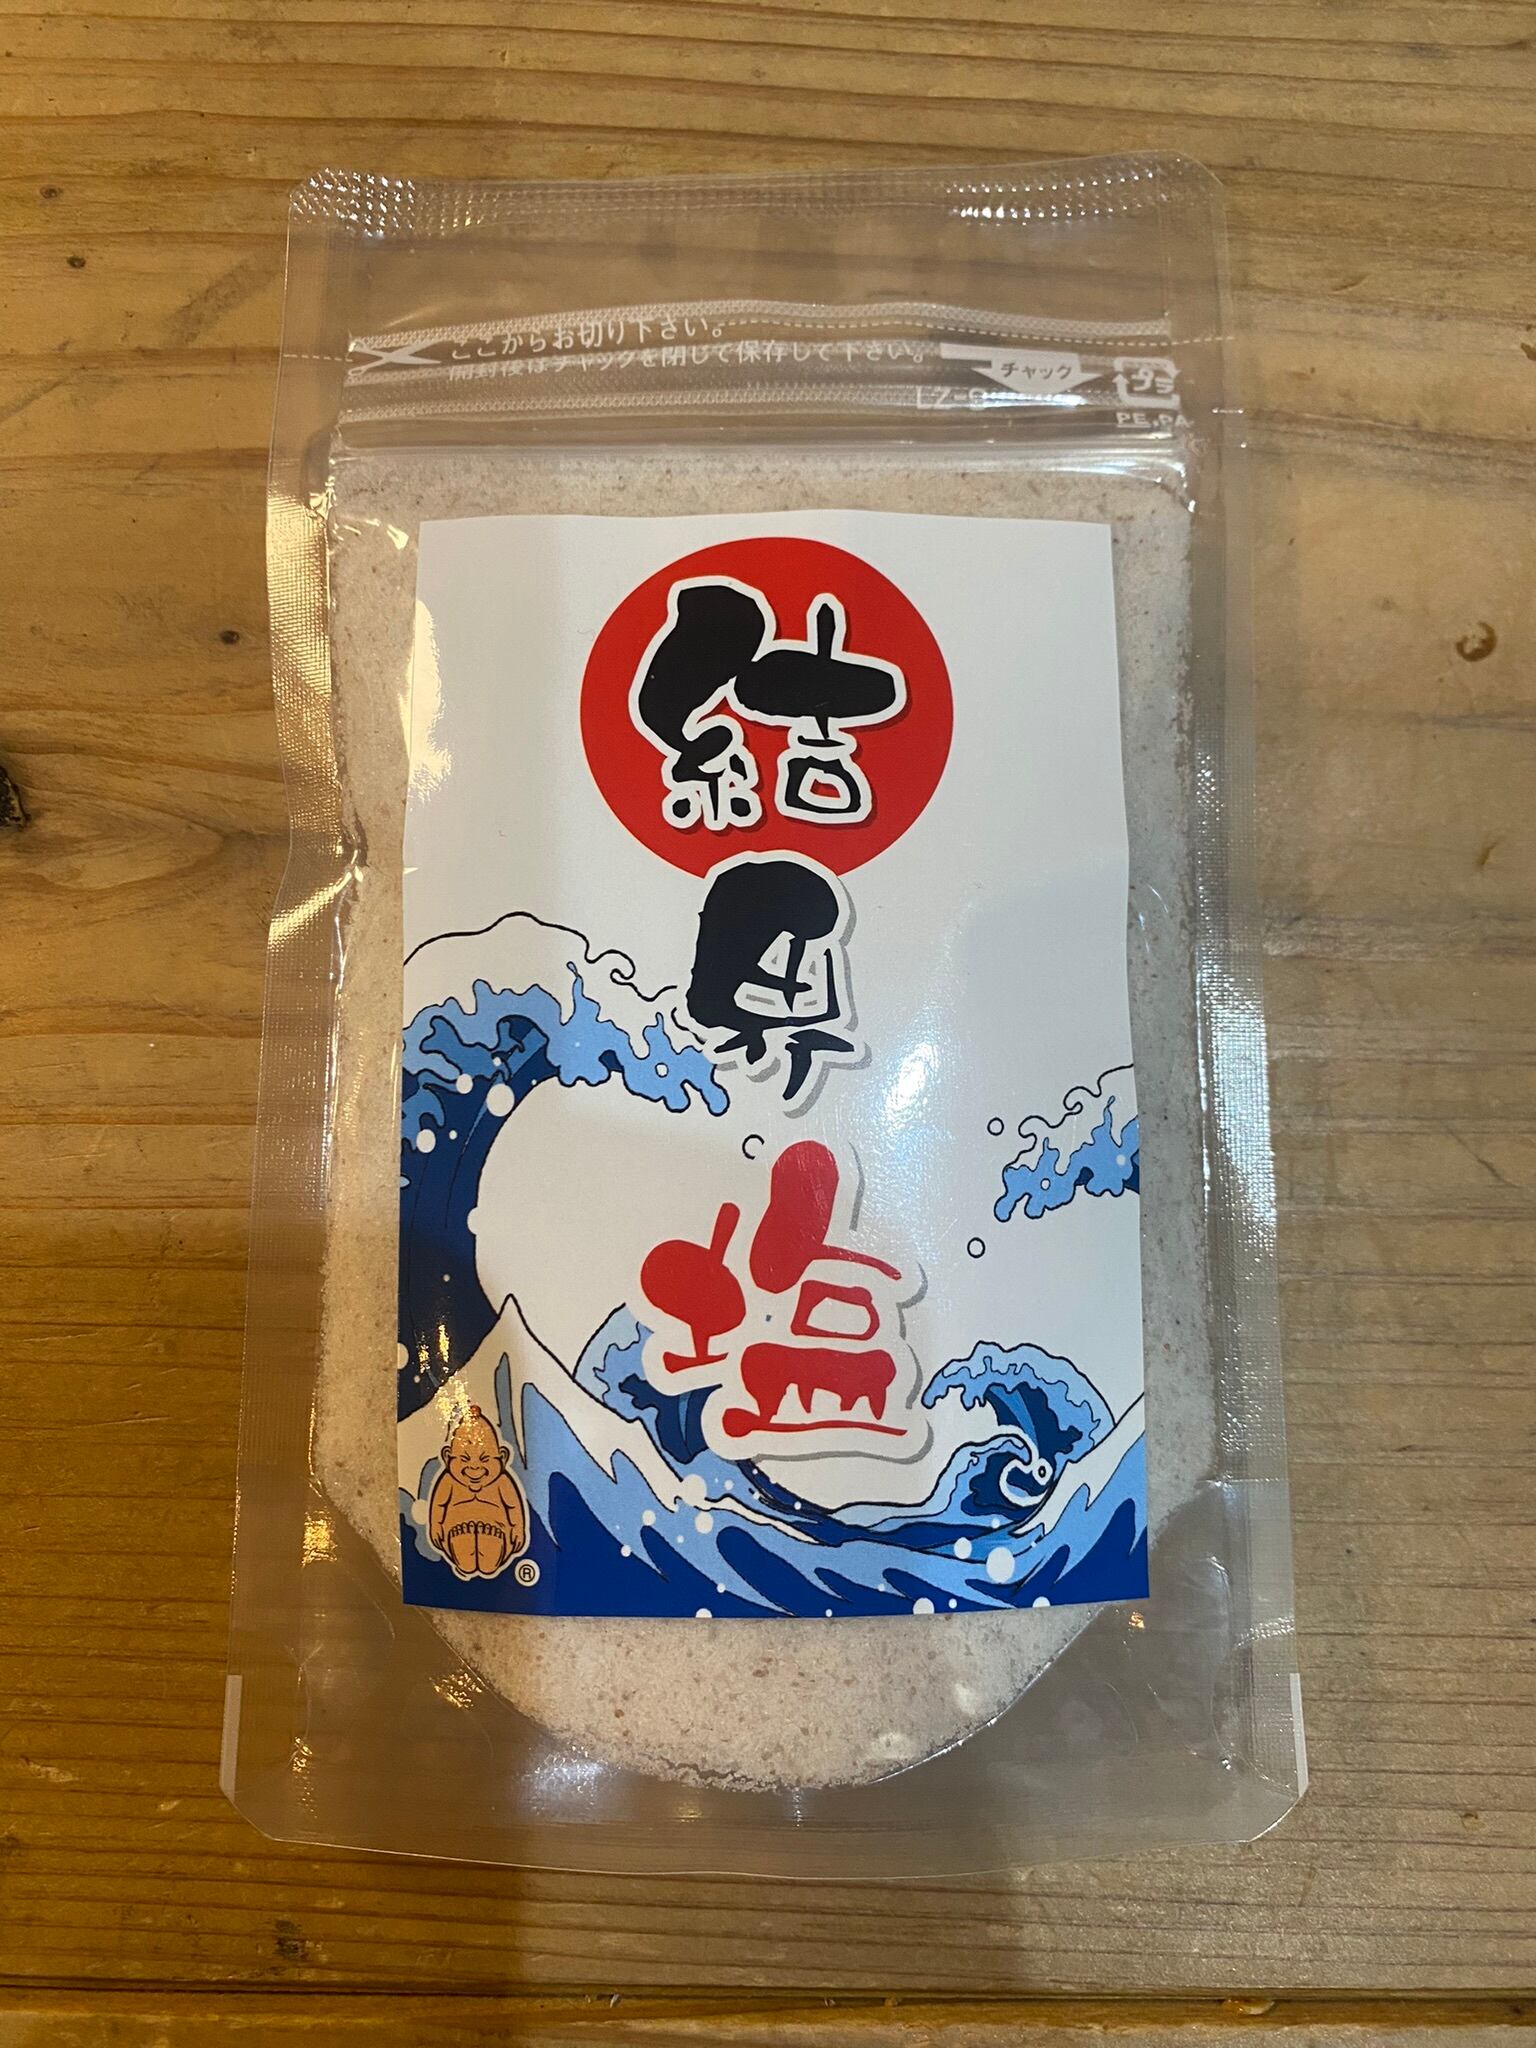 ここからお切り下さい。
開封後はチャックを閉じて保存して下さい。
チャック
プラ
PE,PA
結界塩
®